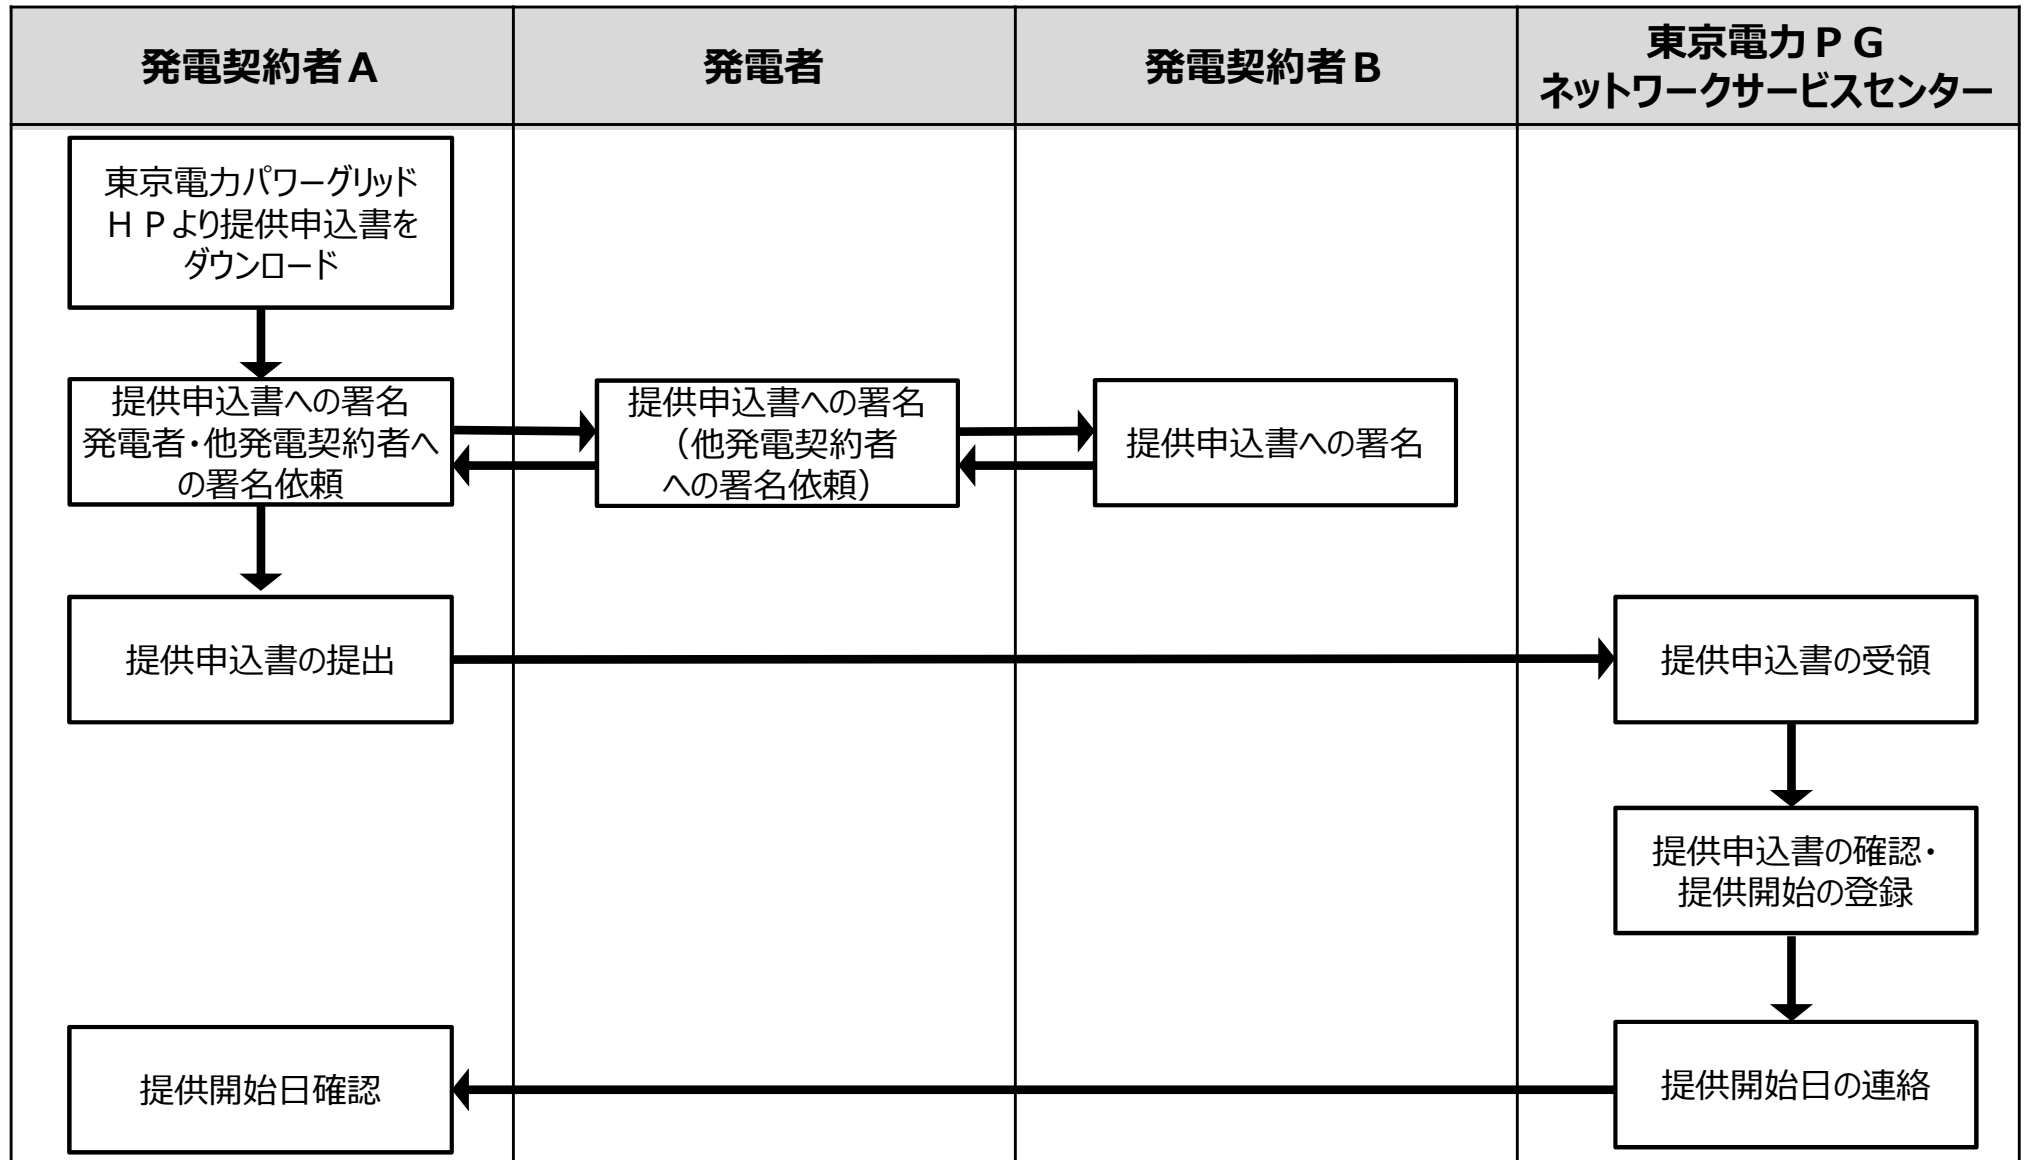 発電契約者A
発電者
発電契約者B
東京電力PG
ネットワークサービスセンター
東京電力パワーグリッド
HPより提供申込書を
ダウンロード
提供申込書への署名
発電者・他発電契約者へ
の署名依頼
提供申込書への署名
（他発電契約者
への署名依頼）
提供申込書への署名
提供申込書の提出
提供申込書の受領
提供申込書の確認・
提供開始の登録
提供開始日確認
提供開始日の連絡